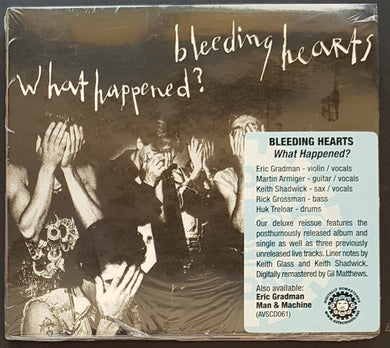 bleeding hearts
What happened?
BLEEDING HEARTS
What Happened?
Eric Gradman - violin / vocals
Martin Armiger - guitar / vocals
Keith Shadwick - sax / vocals
Rick Grossman - bass
Huk Treloar - drums
Our deluxe reissue features the
posthumously released album and
single as well as three previously
unreleased live tracks. Liner notes by
Keith Glass and Keith Shadwick.
Digitally remastered by Gil Matthews.
Also available:
Eric Gradman
Man & Machine
(AVSCD061)